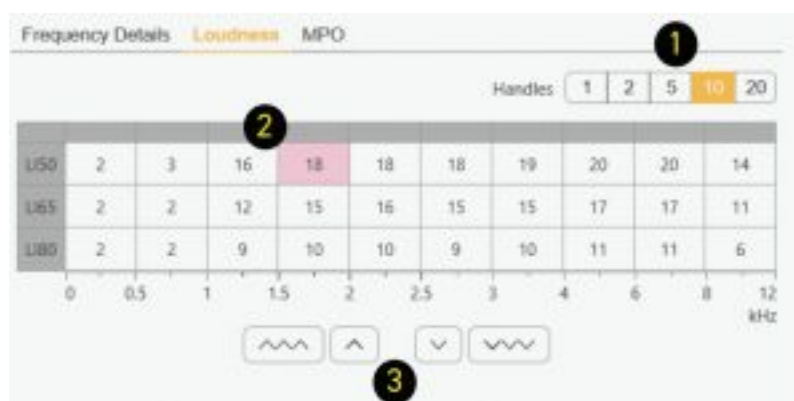 Frequency Details Loudness MPO
1
Handles 1 2 5 10 20
2
LI50 2 3 16 18 18 18 19 20 20 14
LI65 2 2 12 15 16 15 15 17 17 11
LI80 2 2 9 10 10 9 10 11 11 6
0 0.5 1 1.5 2 2.5 3 4 6 8 12
kHz
3